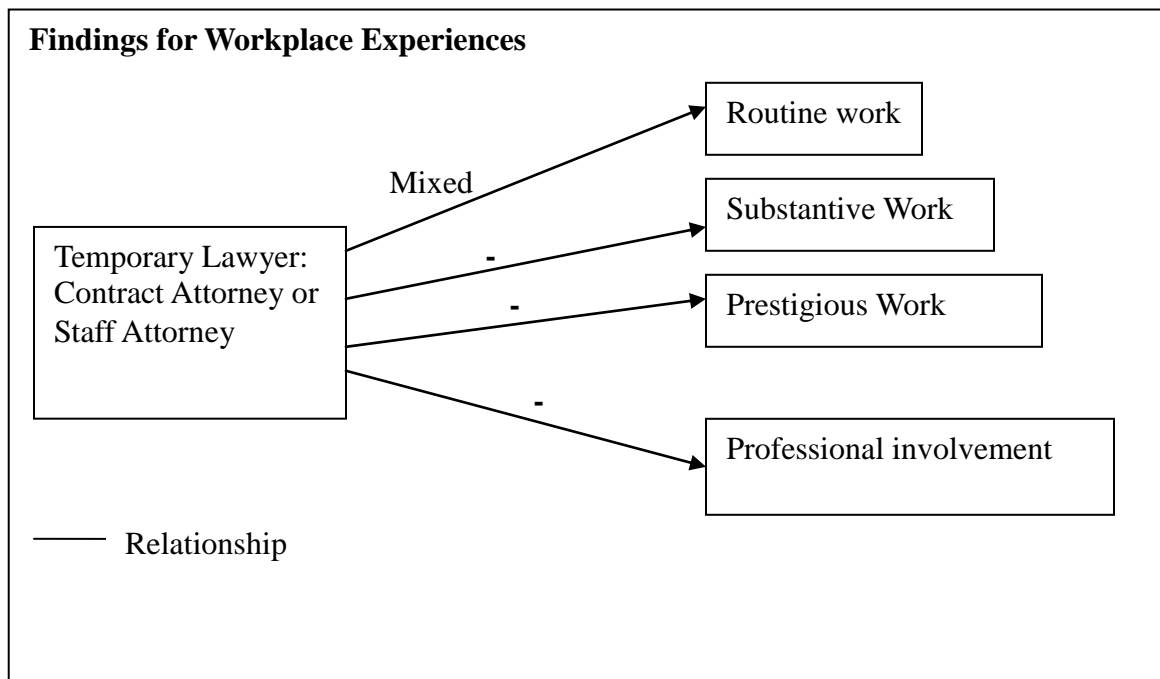 Findings for Workplace Experiences
Routine work
Mixed
Substantive Work
Temporary Lawyer:
Contract Attorney or
Staff Attorney
-
-
Prestigious Work
-
Professional involvement
Relationship